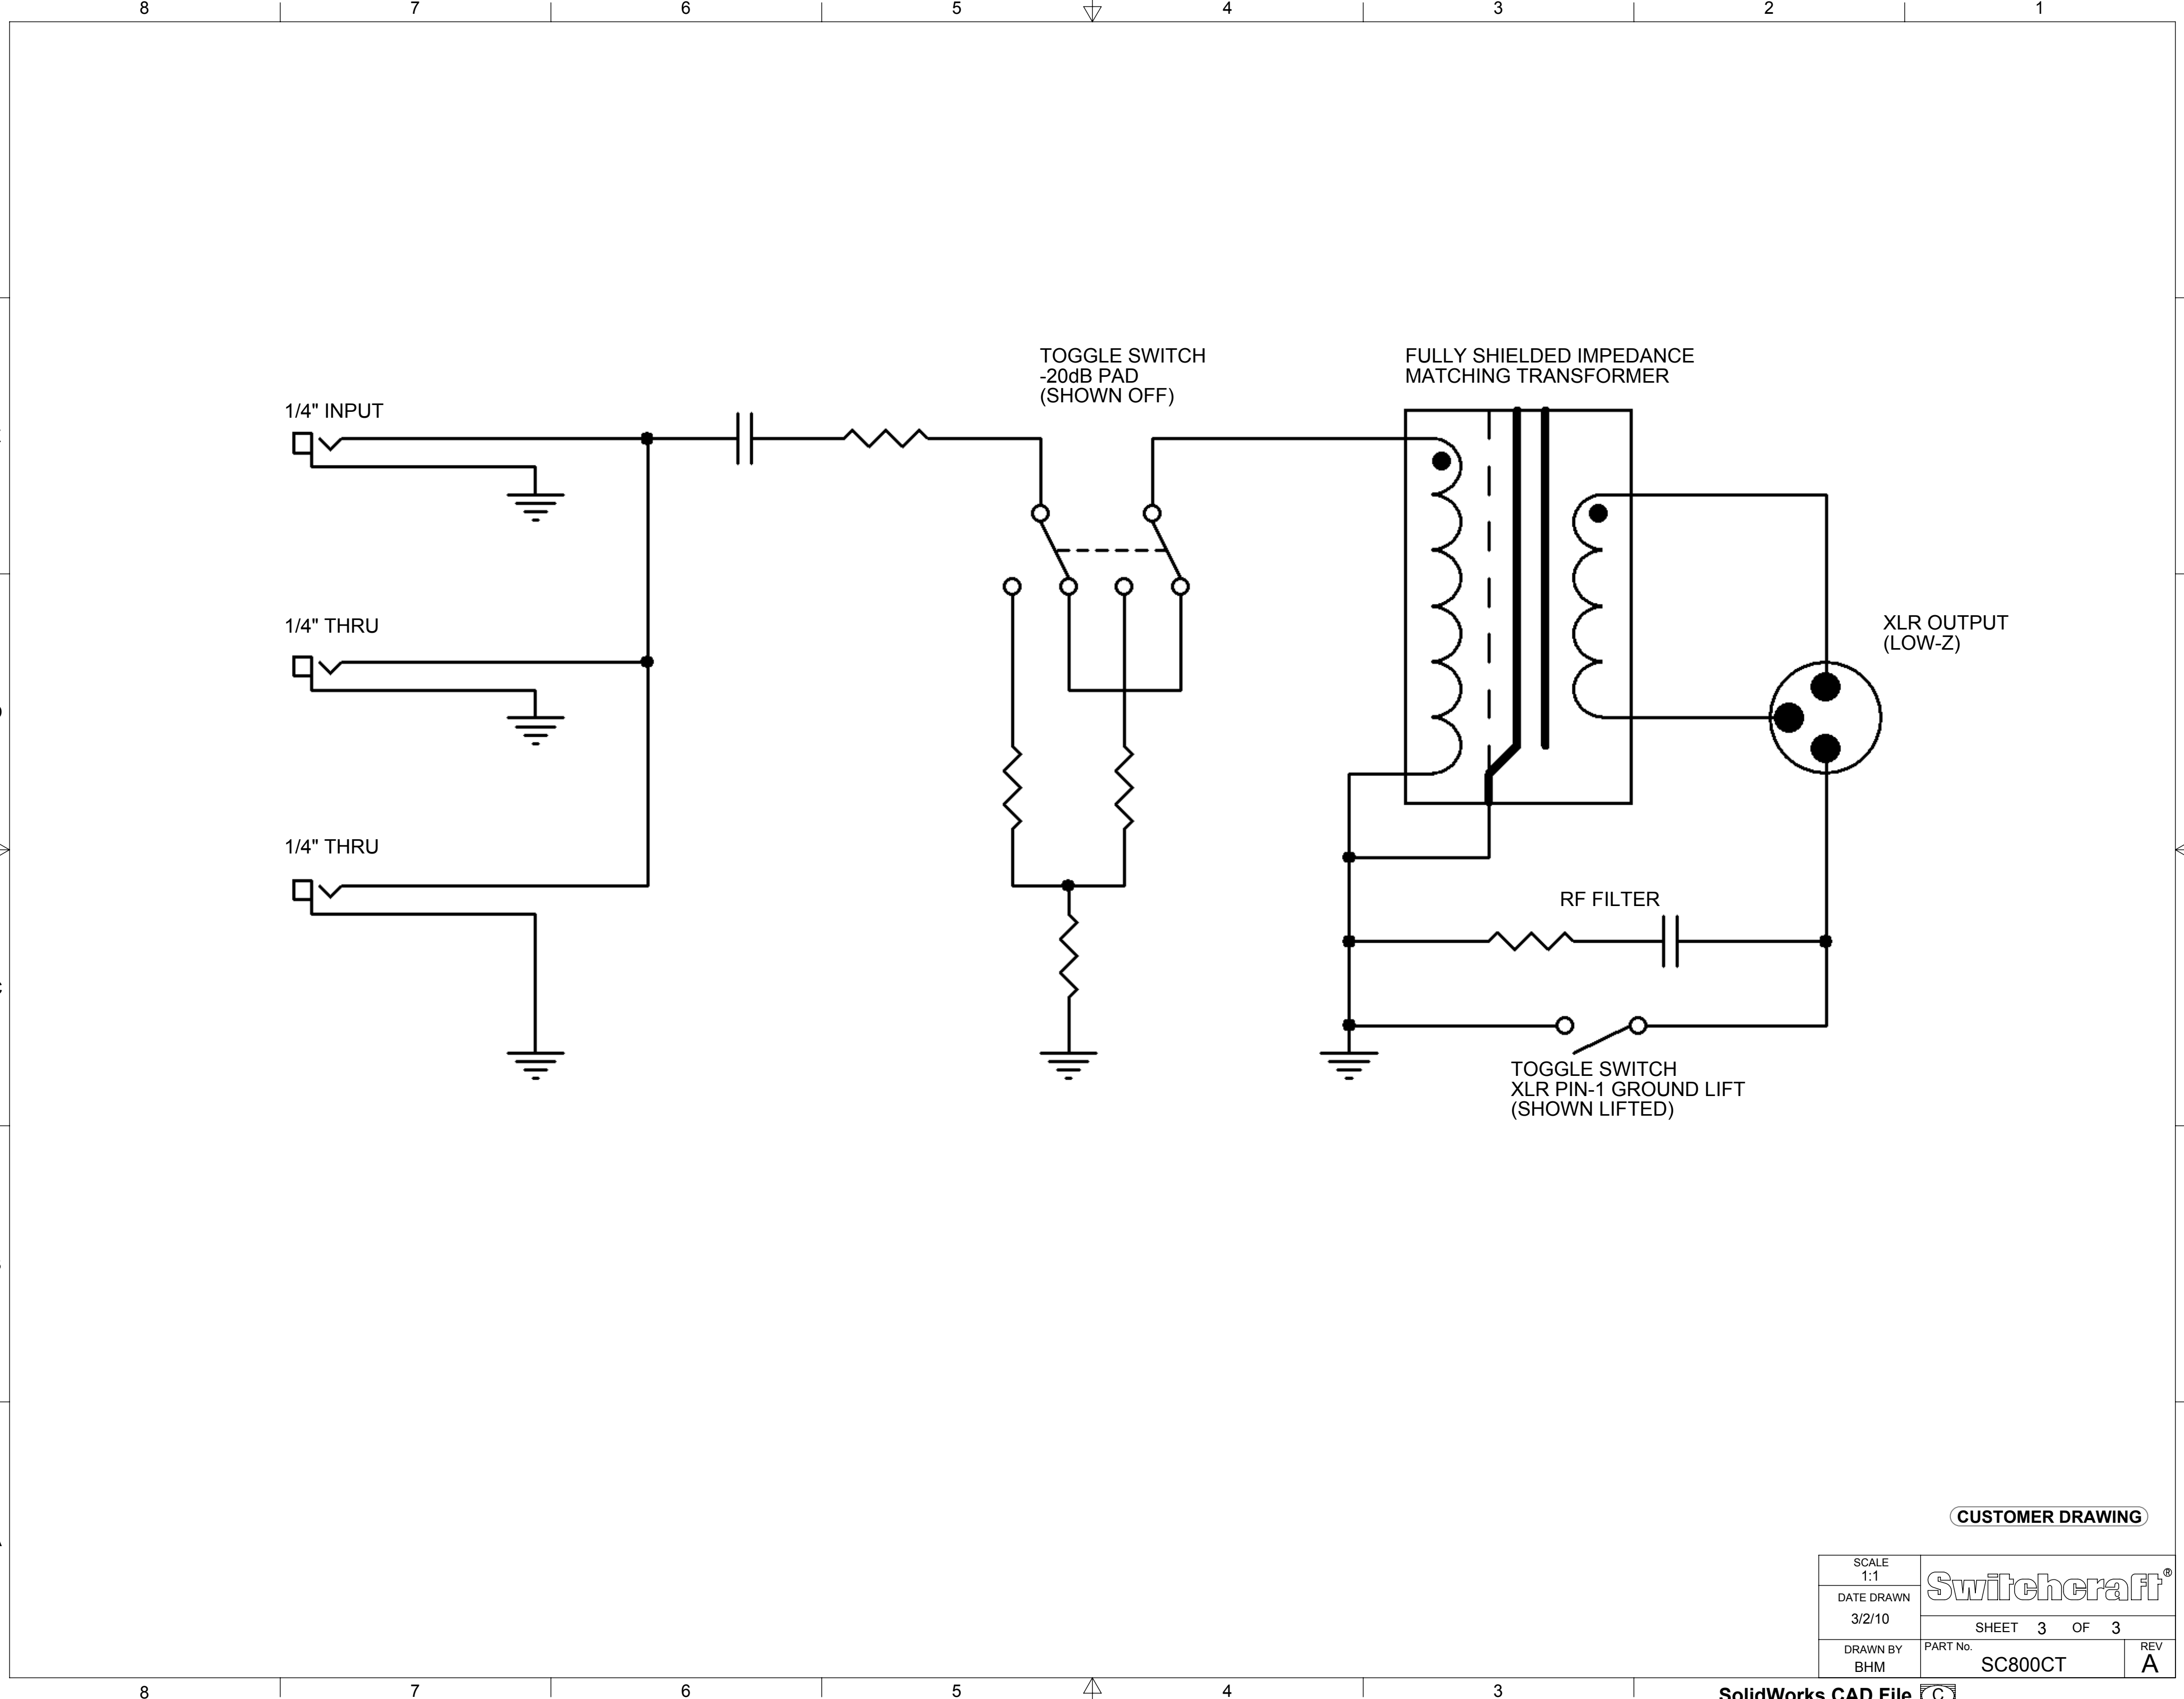 8 7 6 5 4 3 2 1
TOGGLE SWITCH
-20dB PAD
(SHOWN OFF)
FULLY SHIELDED IMPEDANCE
MATCHING TRANSFORMER
1/4" INPUT
1/4" THRU
XLR OUTPUT
(LOW-Z)
1/4" THRU
RF FILTER
TOGGLE SWITCH
XLR PIN-1 GROUND LIFT
(SHOWN LIFTED)
CUSTOMER DRAWING
SCALE
1:1
Switchcraft®
DATE DRAWN
3/2/10
SHEET 3 OF 3
DRAWN BY
BHM
PART No.
SC800CT
REV
A
8 7 6 5 4 3
SolidWorks CAD File C